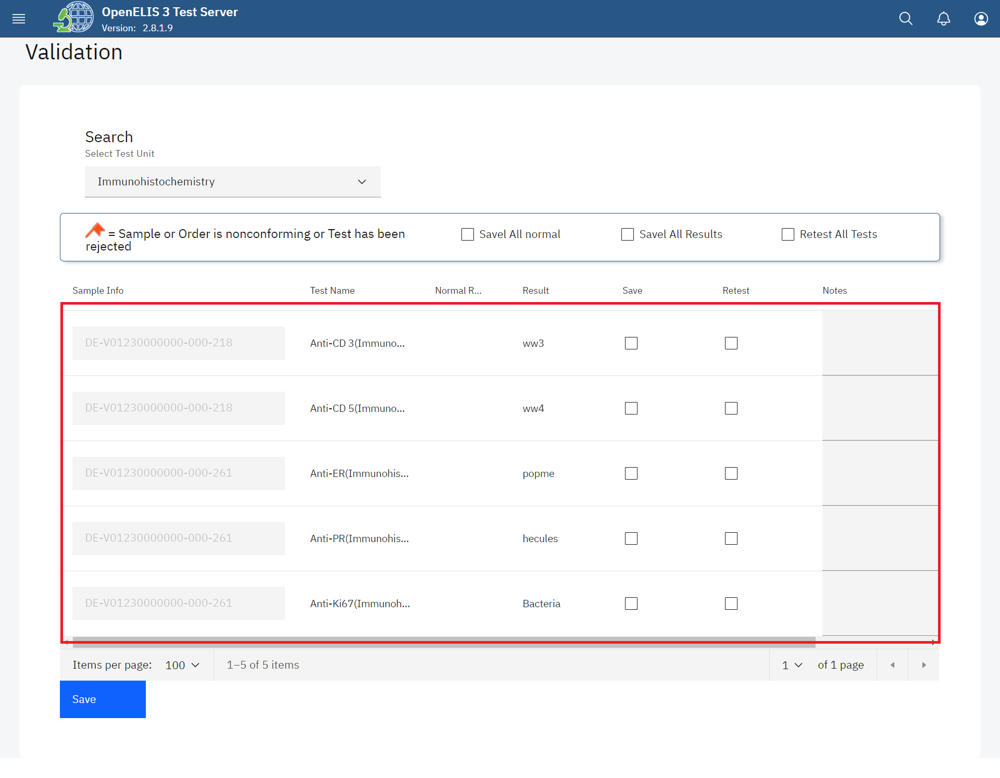 OpenELIS 3 Test Server
Version: 2.8.1.9
Validation
Search
Select Test Unit
Immunohistochemistry
= Sample or Order is nonconforming or Test has been
rejected
Savel All normal
Savel All Results
Retest All Tests
Sample Info Test Name Normal R... Result Save Retest Notes
DE-V01230000000-000-218 Anti-CD 3(Immuno... ww3
DE-V01230000000-000-218 Anti-CD 5(Immuno... ww4
DE-V01230000000-000-261 Anti-ER(Immunohis... popme
DE-V01230000000-000-261 Anti-PR(Immunohis... hecules
DE-V01230000000-000-261 Anti-Ki67(Immunoh... Bacteria
Items per page: 100 1–5 of 5 items 1 of 1 page
Save